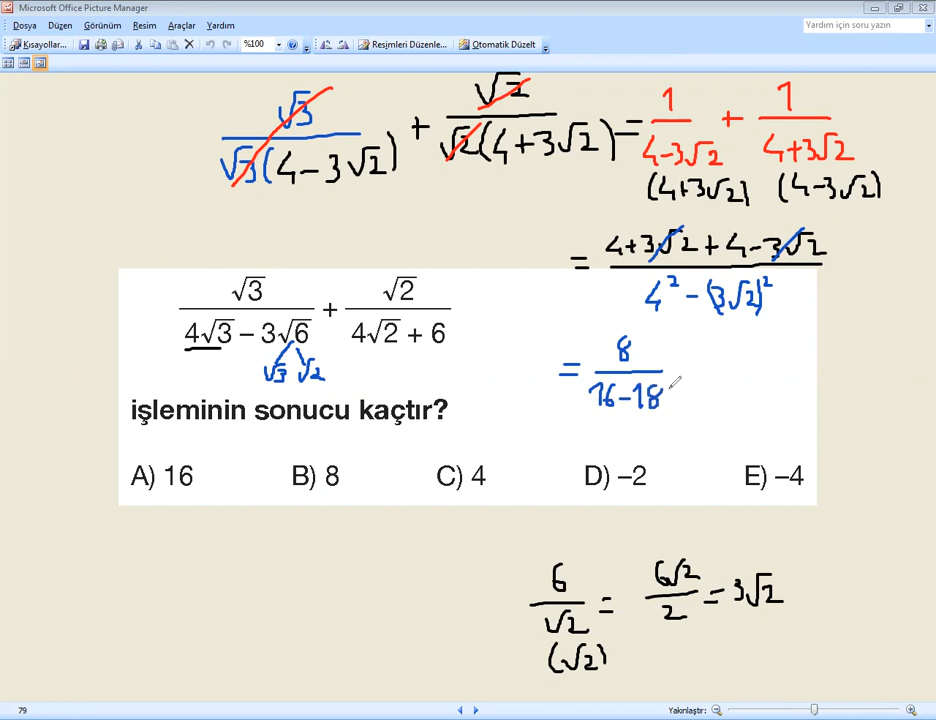 Microsoft Office Picture Manager
Dosya Düzen Görünüm Resim Araçlar Yardım
Yardım için soru yazın
Kısayollar... %100 Resimleri Düzenle... Otomatik Düzelt
√3/(√3(4-3√2)) + √2/(√2(4+3√2)) = 1/(4-3√2) + 1/(4+3√2)
(4+3√2) (4-3√2)
= (4+3√2+4-3√2)/(4²-(3√2)²)
√3/(4√3 – 3√6) + √2/(4√2 + 6)
√3 √2
= 8/(16-18
işleminin sonucu kaçtır?
A) 16 B) 8 C) 4 D) –2 E) –4
6/√2 = 6√2/2 = 3√2
(√2)
79 Yakınlaştır: